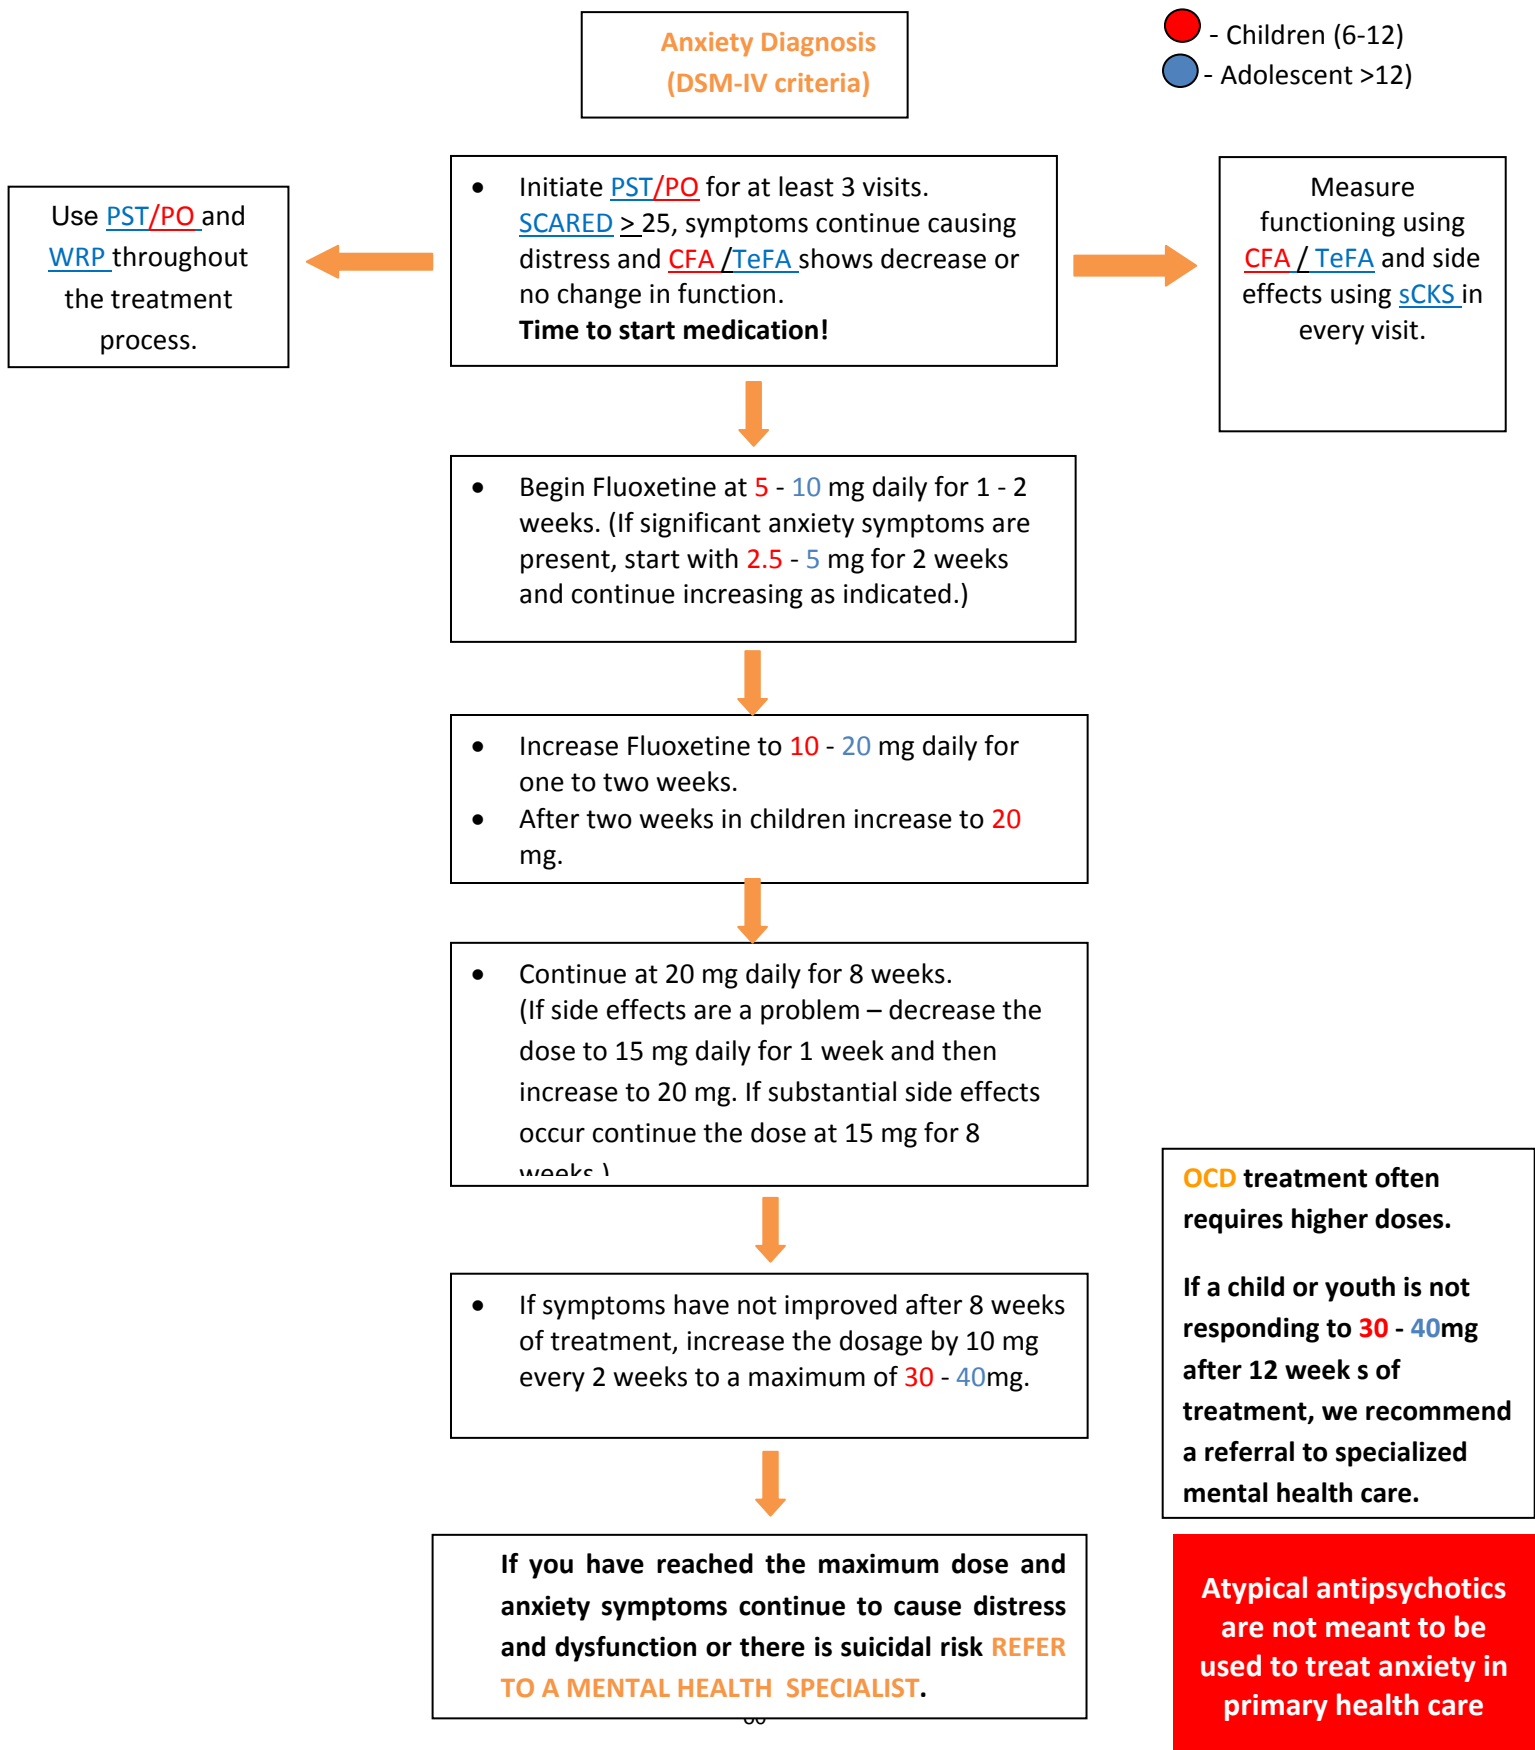 Anxiety Diagnosis
(DSM-IV criteria)
- Children (6-12)
- Adolescent >12)
Use PST/PO and
WRP throughout
the treatment
process.
• Initiate PST/PO for at least 3 visits.
SCARED > 25, symptoms continue causing
distress and CFA /TeFA shows decrease or
no change in function.
Time to start medication!
Measure
functioning using
CFA / TeFA and side
effects using sCKS in
every visit.
• Begin Fluoxetine at 5 - 10 mg daily for 1 - 2
weeks. (If significant anxiety symptoms are
present, start with 2.5 - 5 mg for 2 weeks
and continue increasing as indicated.)
• Increase Fluoxetine to 10 - 20 mg daily for
one to two weeks.
• After two weeks in children increase to 20
mg.
• Continue at 20 mg daily for 8 weeks.
(If side effects are a problem – decrease the
dose to 15 mg daily for 1 week and then
increase to 20 mg. If substantial side effects
occur continue the dose at 15 mg for 8
weeks.)
• If symptoms have not improved after 8 weeks
of treatment, increase the dosage by 10 mg
every 2 weeks to a maximum of 30 - 40mg.
OCD treatment often
requires higher doses.
If a child or youth is not
responding to 30 - 40mg
after 12 week s of
treatment, we recommend
a referral to specialized
mental health care.
If you have reached the maximum dose and
anxiety symptoms continue to cause distress
and dysfunction or there is suicidal risk REFER
TO A MENTAL HEALTH SPECIALIST.
Atypical antipsychotics
are not meant to be
used to treat anxiety in
primary health care